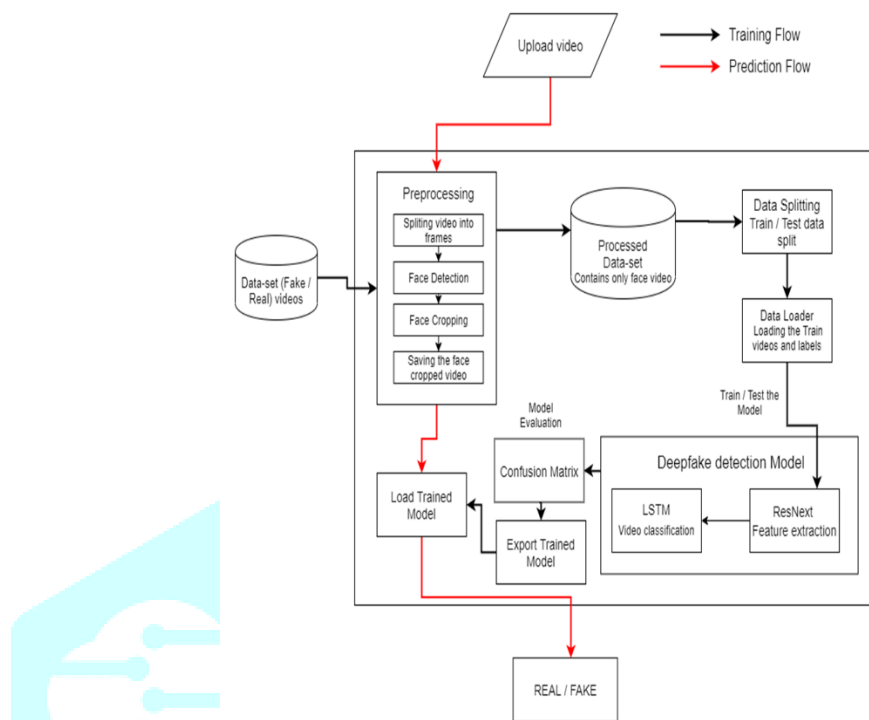 Upload video
Training Flow
Prediction Flow
Preprocessing
Spliting video into
frames
Face Detection
Face Cropping
Saving the face
cropped video
Data-set (Fake /
Real) videos
Processed
Data-set
Contains only face video
Data Splitting
Train / Test data
split
Data Loader
Loading the Train
videos and labels
Train / Test the
Model
Model
Evaluation
Confusion Matrix
Deepfake detection Model
LSTM
Video classification
ResNext
Feature extraction
Load Trained
Model
Export Trained
Model
REAL / FAKE